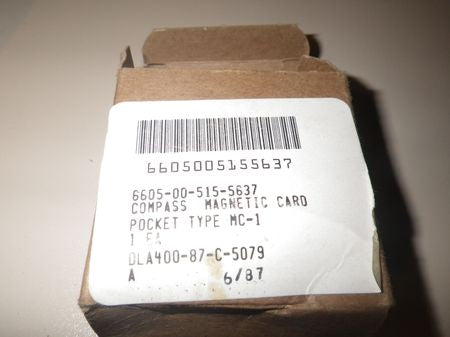 6605005155637
6605-00-515-5637
COMPASS MAGNETIC CARD
POCKET TYPE MC-1
1 EA
DLA400-87-C-5079
A 6/87